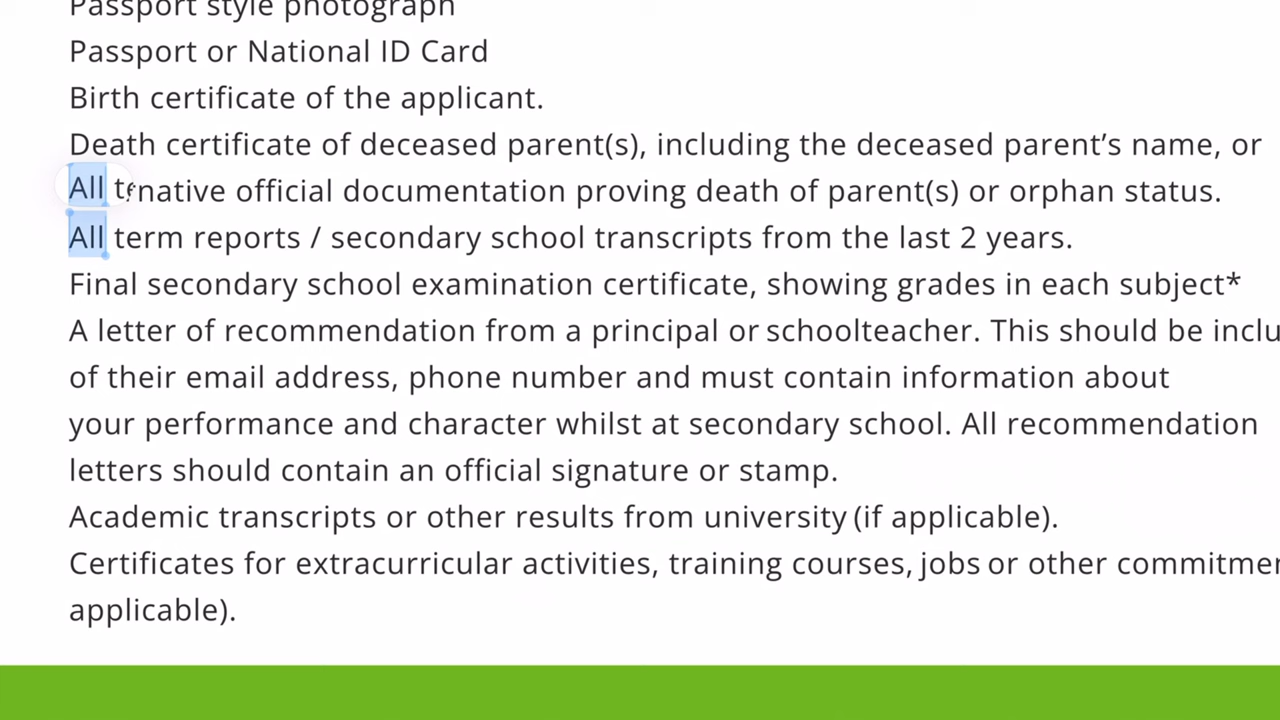 Passport style photograph
Passport or National ID Card
Birth certificate of the applicant.
Death certificate of deceased parent(s), including the deceased parent’s name, or
All
native official documentation proving death of parent(s) or orphan status.
All term reports / secondary school transcripts from the last 2 years.
Final secondary school examination certificate, showing grades in each subject*
A letter of recommendation from a principal or schoolteacher. This should be
of their email address, phone number and must contain information about
your performance and character whilst at secondary school. All recommendation
letters should contain an official signature or stamp.
Academic transcripts or other results from university (if applicable).
Certificates for extracurricular activities, training courses, jobs or other
applicable).